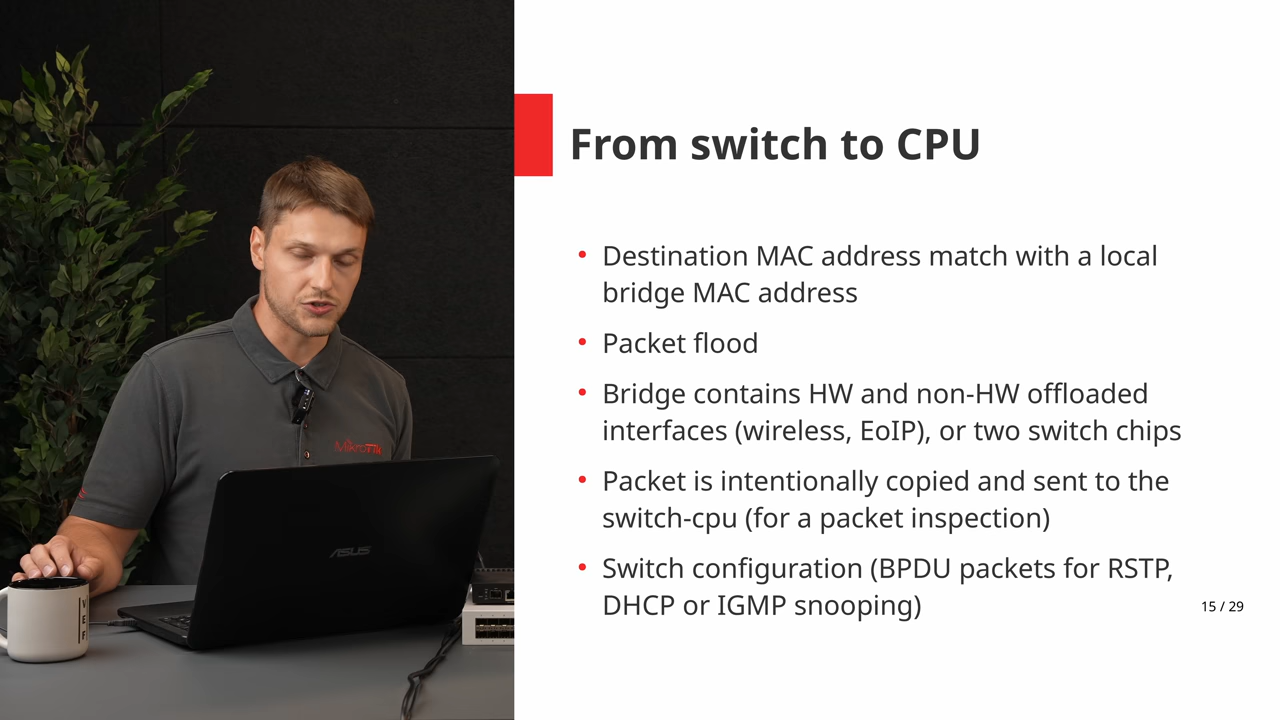 From switch to CPU
• Destination MAC address match with a local
bridge MAC address
• Packet flood
• Bridge contains HW and non-HW offloaded
interfaces (wireless, EoIP), or two switch chips
• Packet is intentionally copied and sent to the
switch-cpu (for a packet inspection)
• Switch configuration (BPDU packets for RSTP,
DHCP or IGMP snooping)
15 / 29
MikroTik
ASUS